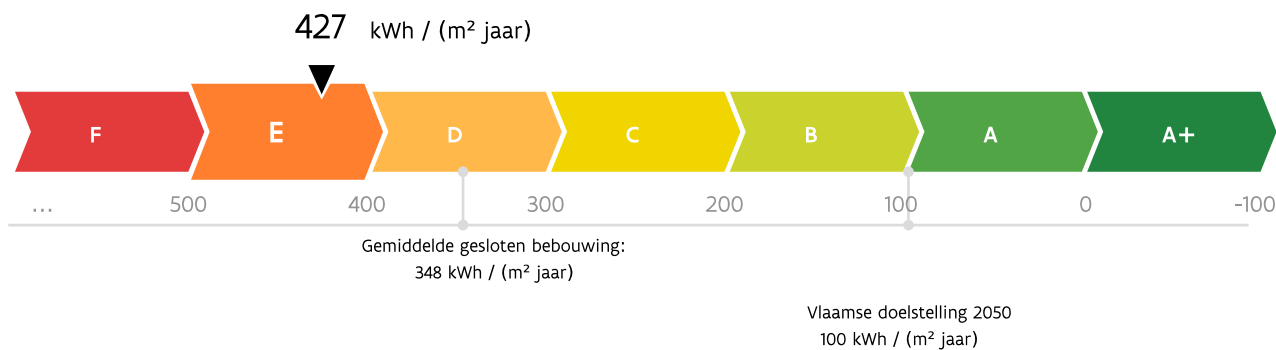 427 kWh / (m² jaar)
F E D C B A A+
... 500 400 300 200 100 0 -100
Gemiddelde gesloten bebouwing:
348 kWh / (m² jaar)
Vlaamse doelstelling 2050
100 kWh / (m² jaar)